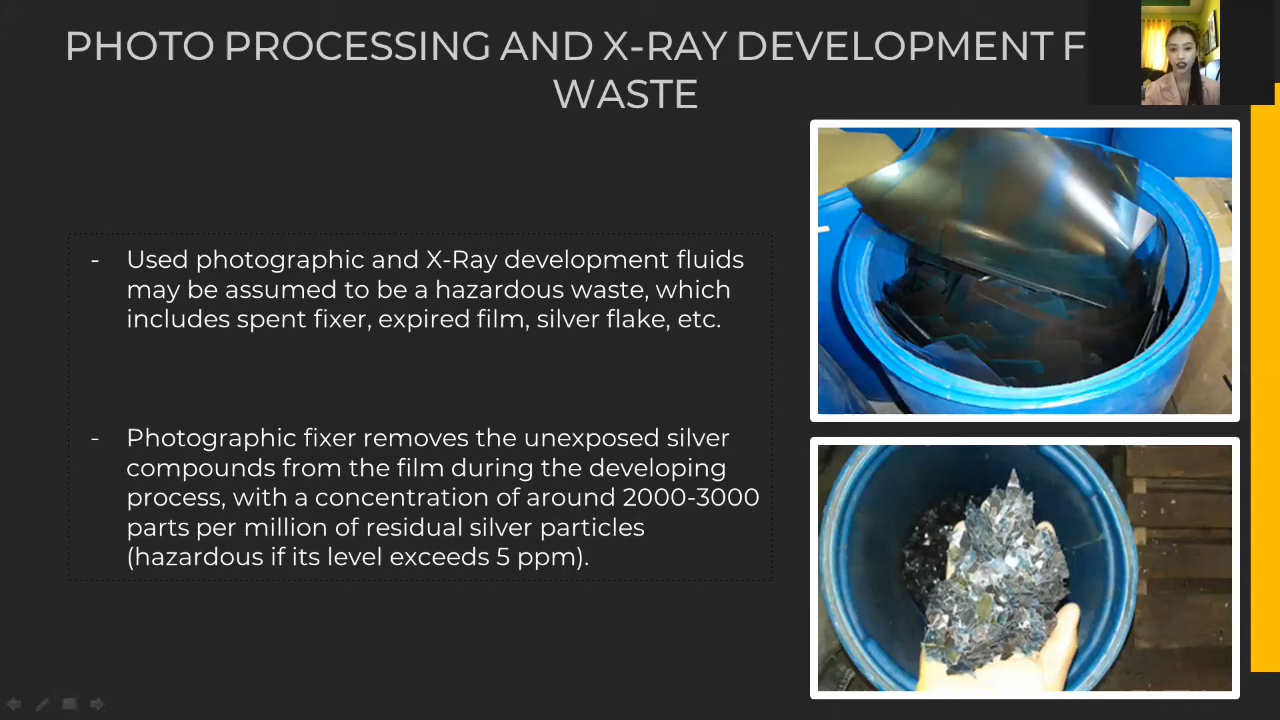 PHOTO PROCESSING AND X-RAY DEVELOPMENT F
WASTE
- Used photographic and X-Ray development fluids
may be assumed to be a hazardous waste, which
includes spent fixer, expired film, silver flake, etc.
- Photographic fixer removes the unexposed silver
compounds from the film during the developing
process, with a concentration of around 2000-3000
parts per million of residual silver particles
(hazardous if its level exceeds 5 ppm).